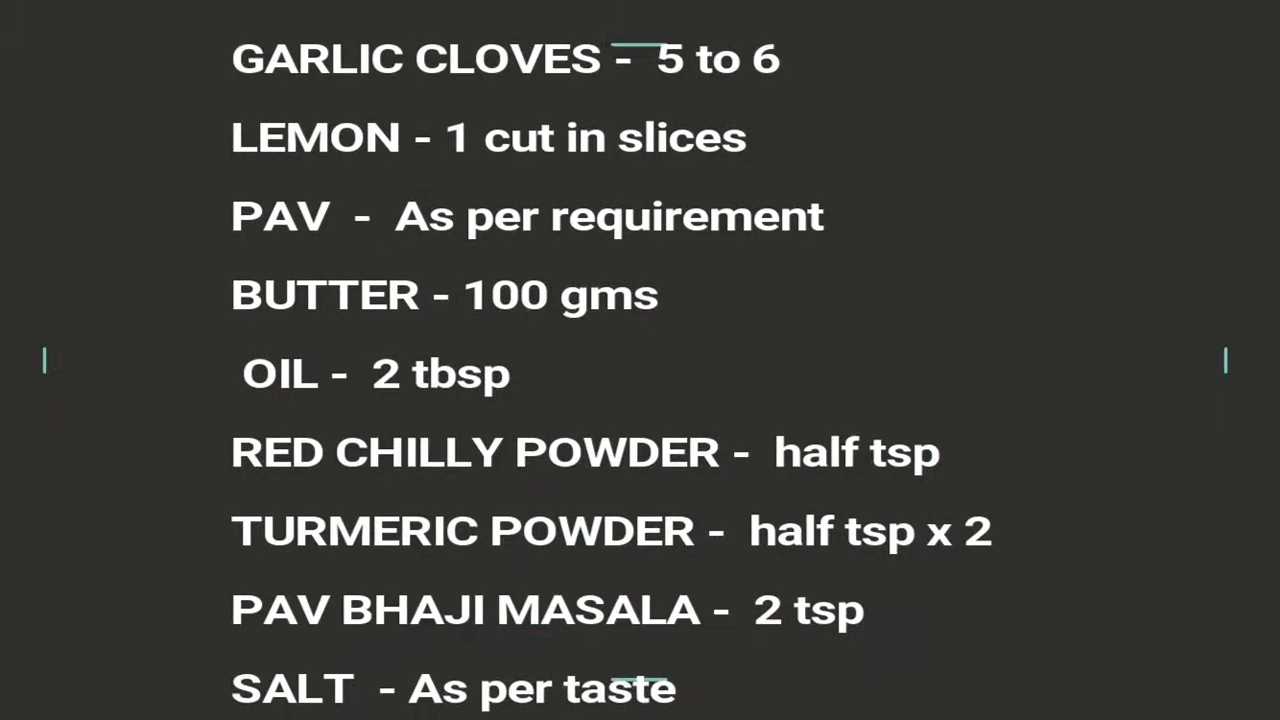 GARLIC CLOVES - 5 to 6
LEMON - 1 cut in slices
PAV - As per requirement
BUTTER - 100 gms
OIL - 2 tbsp
RED CHILLY POWDER - half tsp
TURMERIC POWDER - half tsp x 2
PAV BHAJI MASALA - 2 tsp
SALT - As per taste